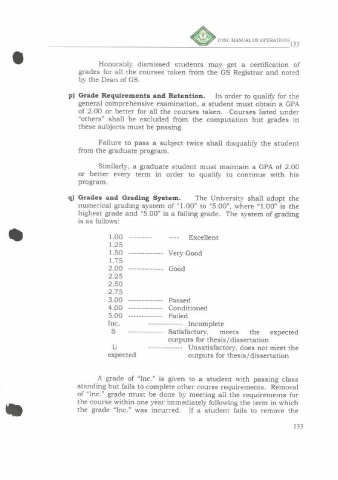 CVSU MANUAL OF OPERATIONS 133
Honorably dismissed students may get a certification of
grades for all the courses taken from the GS Registrar and noted
by the Dean of GS.
p) Grade Requirements and Retention. In order to qualify for the
general comprehensive examination, a student must obtain a GPA
of 2.00 or better for all the courses taken. Courses listed under
"others" shall be excluded from the computation but grades in
these subjects must be passing.
Failure to pass a subject twice shall disqualify the student
from the graduate program.
Similarly, a graduate student must maintain a GPA of 2.00
or better every term in order to qualify to continue with his
program.
q) Grades and Grading System. The University shall adopt the
numerical grading system of "1.00" to "5.00", where "1.00" is the
highest grade and "5.00" is a failing grade. The system of grading
is as follows:
1.00 --------- ---- Excellent
1.25
1.50 ------------- Very Good
1.75
2.00 ------------- Good
2.25
2.50
2.75
3.00 ------------- Passed
4.00 ------------- Conditioned
5.00 ------------- Failed
Inc. ------------- Incomplete
S ------------- Satisfactory, meets the expected
outputs for thesis/dissertation
U ------------- Unsatisfactory, does not meet the
expected outputs for thesis/dissertation
A grade of "Inc." is given to a student with passing class
standing but fails to complete other course requirements. Removal
of "Inc." grade must be done by meeting all the requirements for
the course within one year immediately following the term in which
the grade "Inc." was incurred. If a student fails to remove the
133